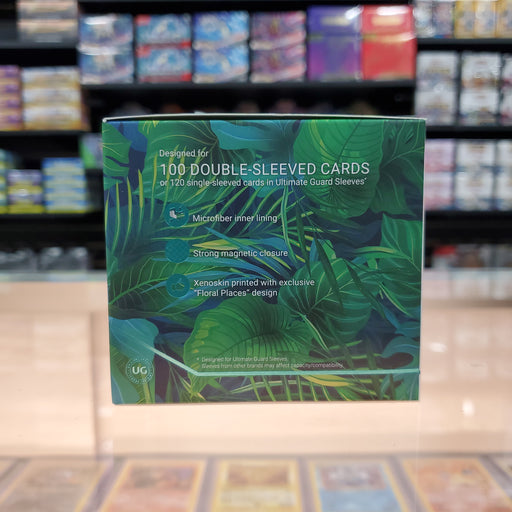 Designed for
100 DOUBLE-SLEEVED CARDS
or 120 single-sleeved cards in Ultimate Guard Sleeves*
Microfiber inner lining
Strong magnetic closure
Xenoskin printed with exclusive
"Floral Places" design
* Designed for Ultimate Guard Sleeves.
Sleeves from other brands may affect capacity/compatibility.
UG